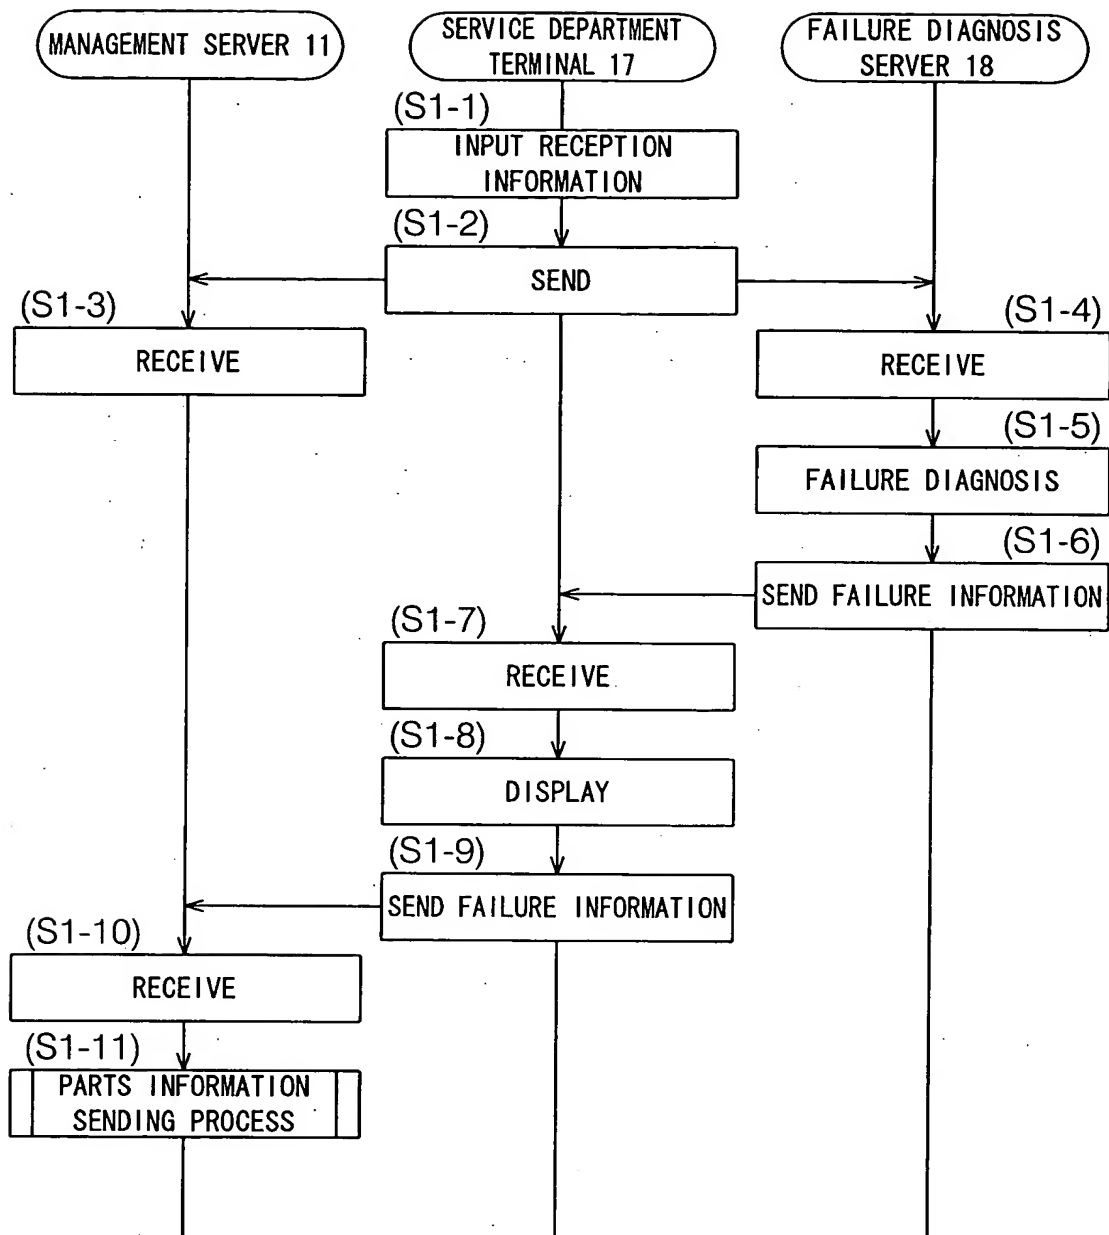 MANAGEMENT SERVER 11
SERVICE DEPARTMENT
TERMINAL 17
FAILURE DIAGNOSIS
SERVER 18
(S1-1)
INPUT RECEPTION
INFORMATION
(S1-2)
SEND
(S1-3)
RECEIVE
(S1-4)
RECEIVE
(S1-5)
FAILURE DIAGNOSIS
(S1-6)
SEND FAILURE INFORMATION
(S1-7)
RECEIVE
(S1-8)
DISPLAY
(S1-9)
SEND FAILURE INFORMATION
(S1-10)
RECEIVE
(S1-11)
PARTS INFORMATION
SENDING PROCESS